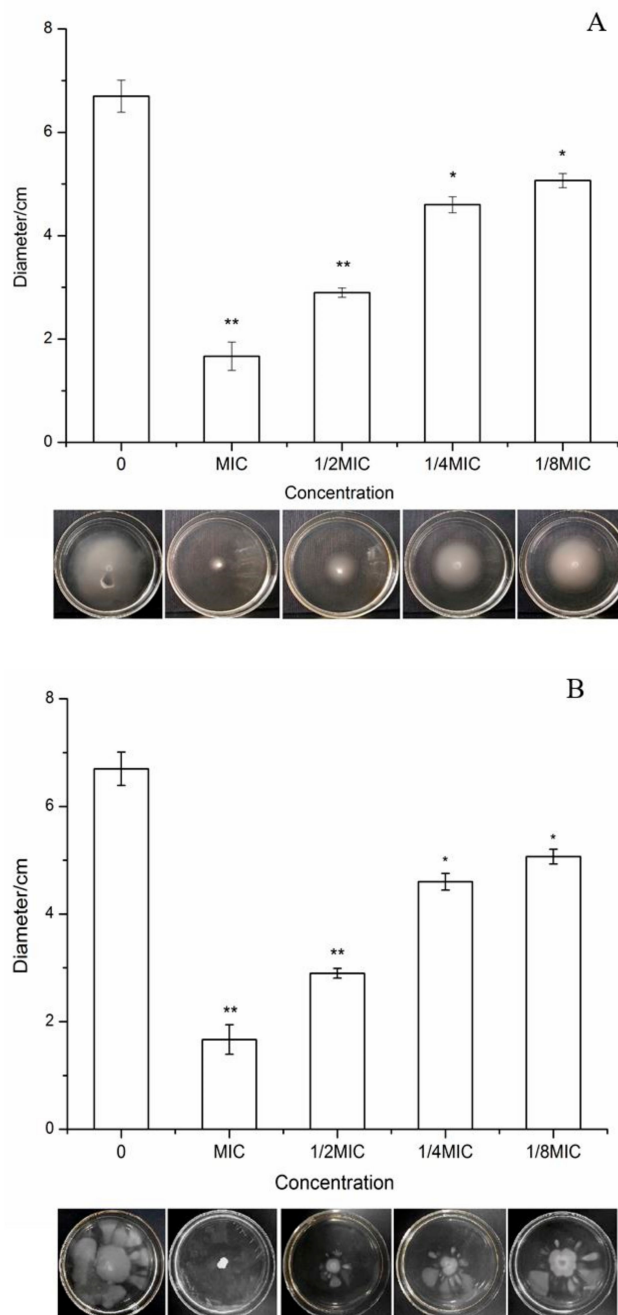 A
8
6
4
2
0
Diameter/cm
**
**
*
*
0 MIC 1/2MIC 1/4MIC 1/8MIC
Concentration
B
8
6
4
2
0
Diameter/cm
**
**
*
*
0 MIC 1/2MIC 1/4MIC 1/8MIC
Concentration